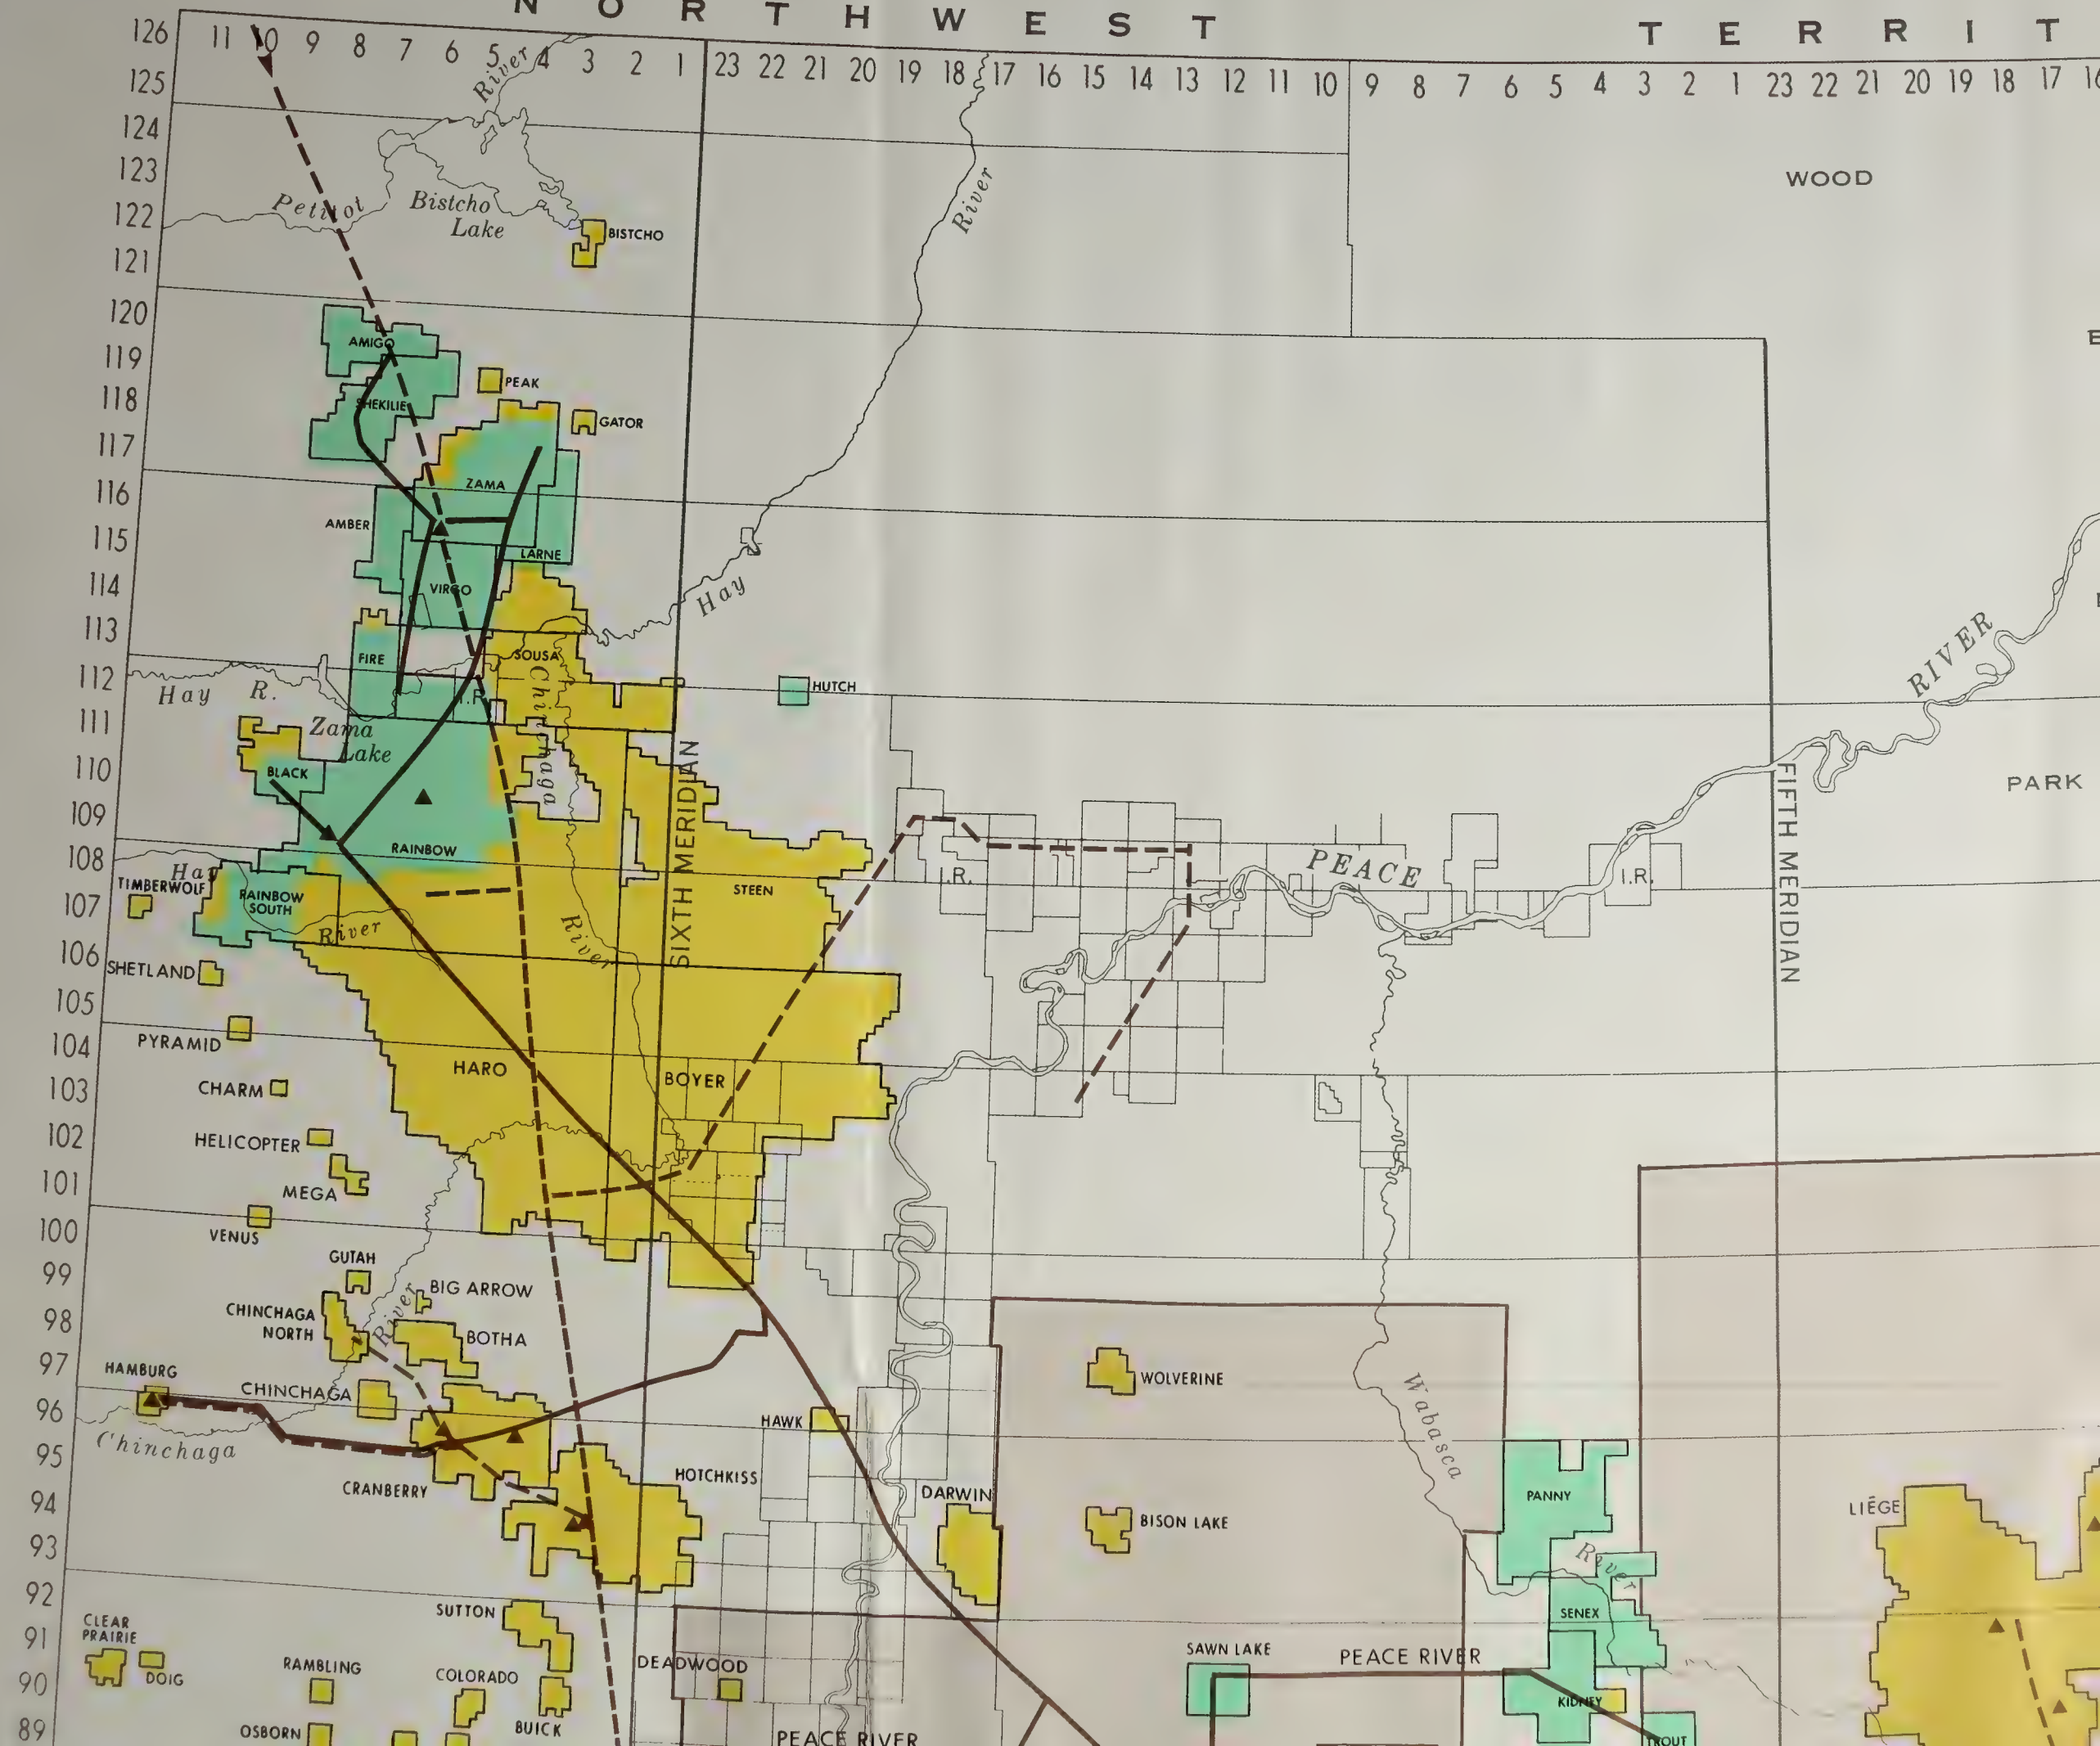 NORTHWEST TERRIT
126 11 10 9 8 7 6 5 4 3 2 1 23 22 21 20 19 18 17 16 15 14 13 12 11 10 9 8 7 6 5 4 3 2 1 23 22 21 20 19 18 17 16
125
River
124
123
WOOD
River
Petitot
Bistcho
Lake
122
BISTCHO
121
120
AMIGO
119
PEAK
118
SHEKILIE
GATOR
117
ZAMA
116
AMBER
115
LARNE
114
VIRGO
Hay
113
RIVER
FIRE
SOUSA
112
Hay R.
I.R.
Chinchaga
HUTCH
111
Zama
Lake
110
BLACK
SIXTH MERIDIAN
FIFTH MERIDIAN
PARK
109
RAINBOW
108
PEACE
Hay
TIMBERWOLF
I.R.
I.R.
STEEN
107
RAINBOW
SOUTH
River
River
106
SHETLAND
105
104
PYRAMID
HARO
BOYER
103
CHARM
102
HELICOPTER
101
MEGA
100
VENUS
GUTAH
99
BIG ARROW
98
CHINCHAGA
NORTH
River
BOTHA
97
HAMBURG
CHINCHAGA
WOLVERINE
Wabasca
96
HAWK
Chinchaga
95
HOTCHKISS
CRANBERRY
DARWIN
PANNY
LIÉGE
94
BISON LAKE
93
River
92
SUTTON
SENEX
CLEAR
PRAIRIE
91
SAWN LAKE
PEACE RIVER
DOIG
RAMBLING
COLORADO
DEADWOOD
90
KIDNEY
OSBORN
BUICK
89
PEACE RIVER
TROUT